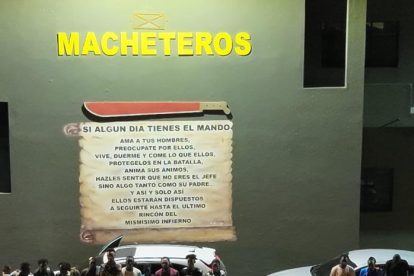 MACHETEROS
SI ALGUN DIA TIENES EL MANDO
AMA A TUS HOMBRES,
PREOCUPATE POR ELLOS,
VIVE, DUERME Y COME LO QUE ELLOS,
PROTEGELOS EN LA BATALLA,
ANIMA SUS ANIMOS,
HAZLES SENTIR QUE NO ERES EL JEFE
SINO ALGO TANTO COMO SU PADRE.
Y ASI Y SOLO ASI
ELLOS ESTARAN DISPUESTOS
A SEGUIRTE HASTA EL ULTIMO
RINCÓN DEL
MISMISIMO INFIERNO